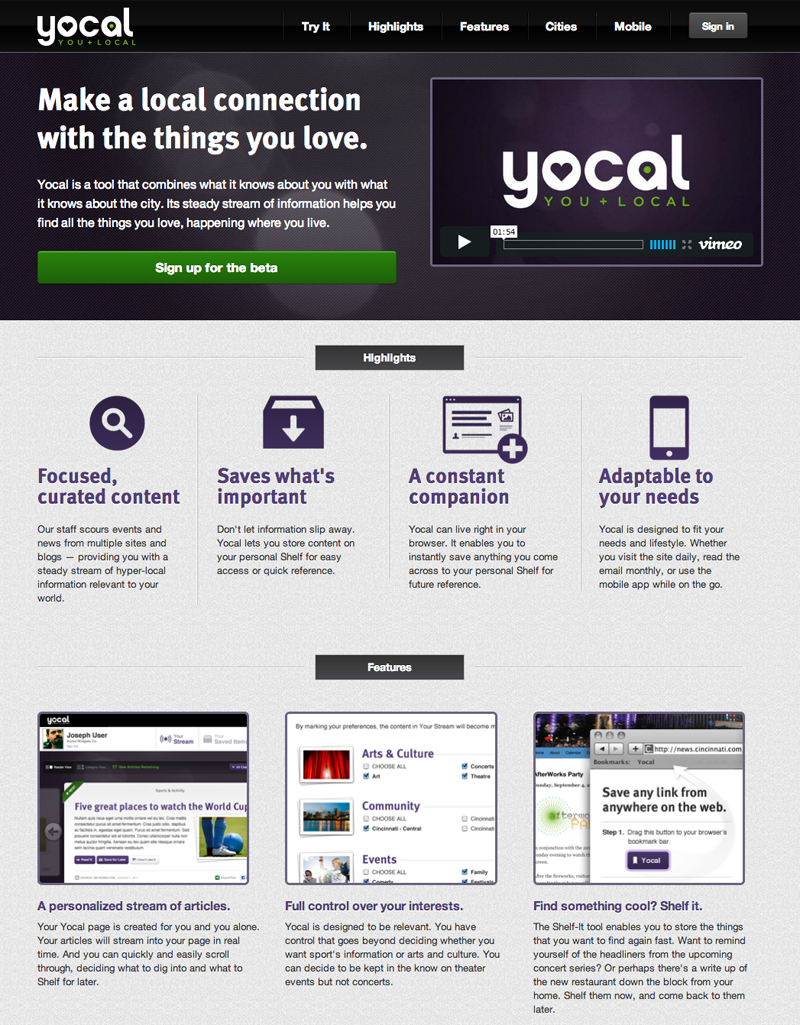 yocal
YOU + LOCAL
Try It
Highlights
Features
Cities
Mobile
Sign in
Make a local connection
with the things you love.
Yocal is a tool that combines what it knows about you with what
it knows about the city. Its steady stream of information helps you
find all the things you love, happening where you live.
Sign up for the beta
yocal
YOU + LOCAL
01:54
vimeo
Highlights
Focused,
curated content
Our staff scours events and
news from multiple sites and
blogs — providing you with a
steady stream of hyper-local
information relevant to your
world.
Saves what's
important
Don't let information slip away.
Yocal lets you store content on
your personal Shelf for easy
access or quick reference.
A constant
companion
Yocal can live right in your
browser. It enables you to
instantly save anything you come
across to your personal Shelf for
future reference.
Adaptable to
your needs
Yocal is designed to fit your
needs and lifestyle. Whether
you visit the site daily, read the
email monthly, or use the
mobile app while on the go.
Features
yocal
Joseph User
Your
Stream
Your
Saved Items
Sports & Activity
Five great places to watch the World Cup
Read it
Save for Later
By marking your preferences, the content in Your Stream will become m
Arts & Culture
CHOOSE ALL
Concerts
Art
Theatre
Community
CHOOSE ALL
Cincinnati
Cincinnati - Central
Cincinnati
Events
CHOOSE ALL
Family
Comedy
Festivals
http://news.cincinnati.com
Bookmarks: Yocal
Home About Calendar
AfterWorks Party
Save any link from
anywhere on the web.
Step 1. Drag this button to your browser's
bookmark bar.
Yocal
A personalized stream of articles.
Your Yocal page is created for you and you alone.
Your articles will stream into your page in real
time. And you can quickly and easily scroll
through, deciding what to dig into and what to
Shelf for later.
Full control over your interests.
Yocal is designed to be relevant. You have
control that goes beyond deciding whether you
want sport's information or arts and culture. You
can decide to be kept in the know on theater
events but not concerts.
Find something cool? Shelf it.
The Shelf-It tool enables you to store the things
that you want to find again fast. Want to remind
yourself of the headliners from the upcoming
concert series? Or perhaps there's a write up of
the new restaurant down the block from your
home. Shelf them now, and come back to them
later.